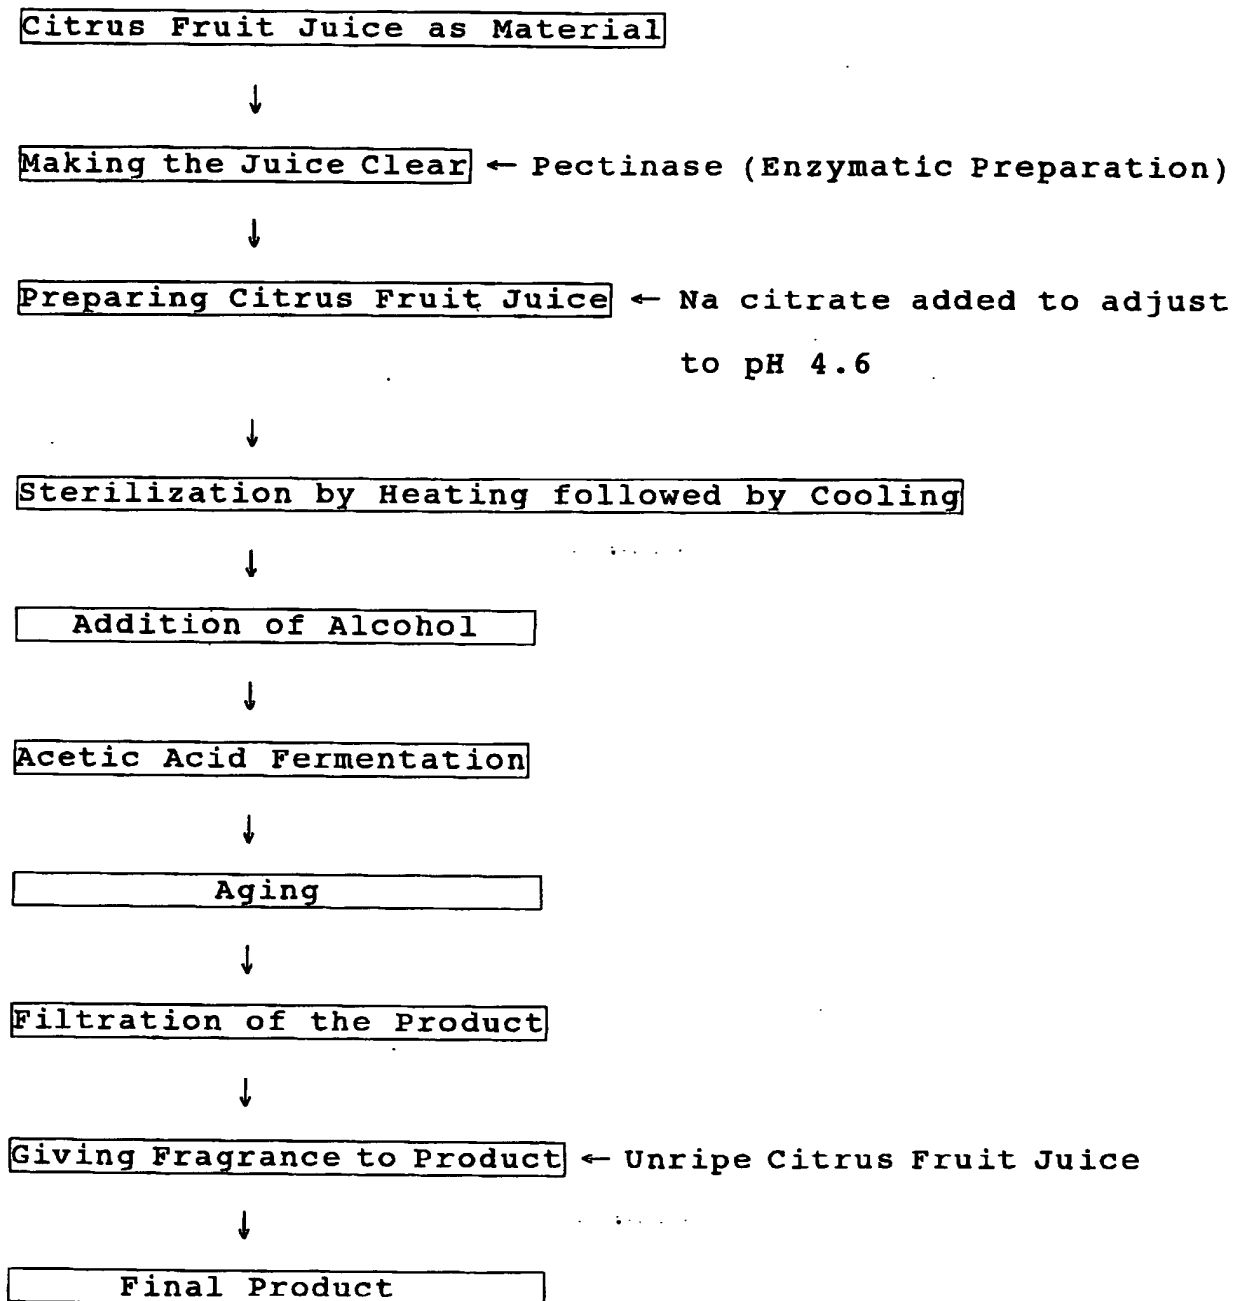 Citrus Fruit Juice as Material
↓
Making the Juice Clear ← Pectinase (Enzymatic Preparation)
↓
Preparing Citrus Fruit Juice ← Na citrate added to adjust
to pH 4.6
↓
Sterilization by Heating followed by Cooling
↓
Addition of Alcohol
↓
Acetic Acid Fermentation
↓
Aging
↓
Filtration of the Product
↓
Giving Fragrance to Product ← Unripe Citrus Fruit Juice
↓
Final Product